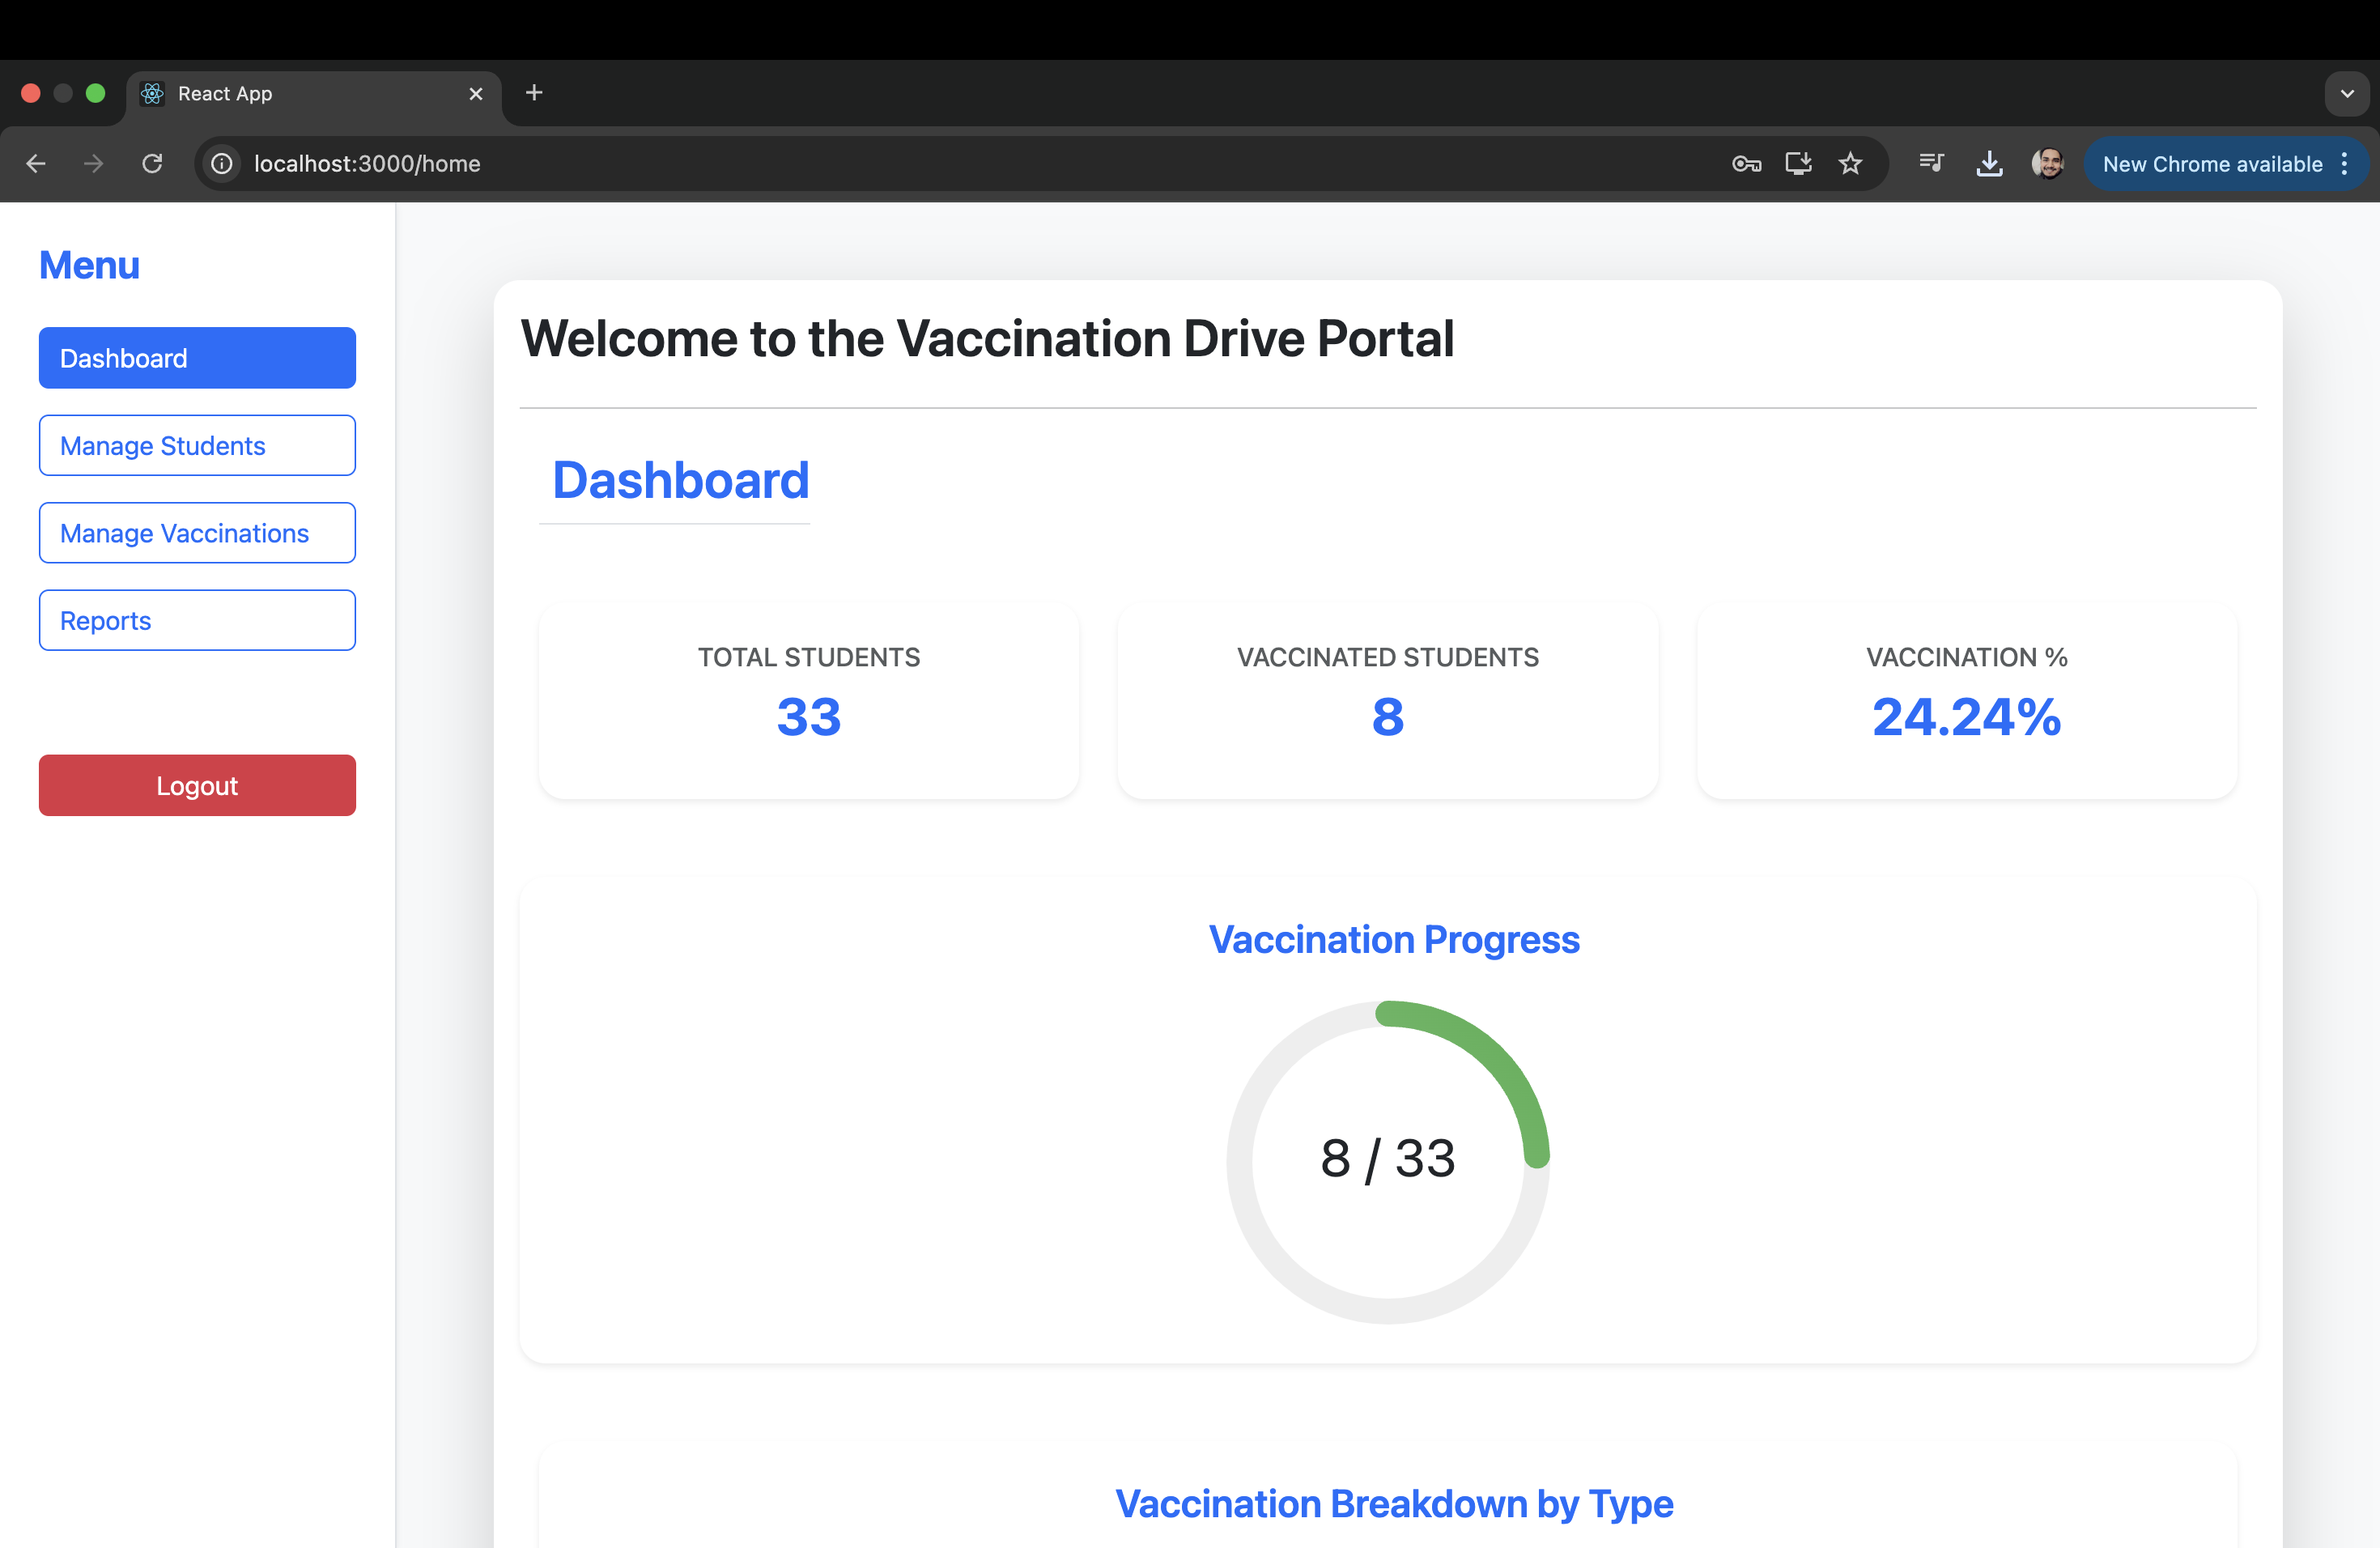 React App
localhost:3000/home
New Chrome available
Menu
Dashboard
Manage Students
Manage Vaccinations
Reports
Logout
Welcome to the Vaccination Drive Portal
Dashboard
TOTAL STUDENTS
33
VACCINATED STUDENTS
8
VACCINATION %
24.24%
Vaccination Progress
8 / 33
Vaccination Breakdown by Type